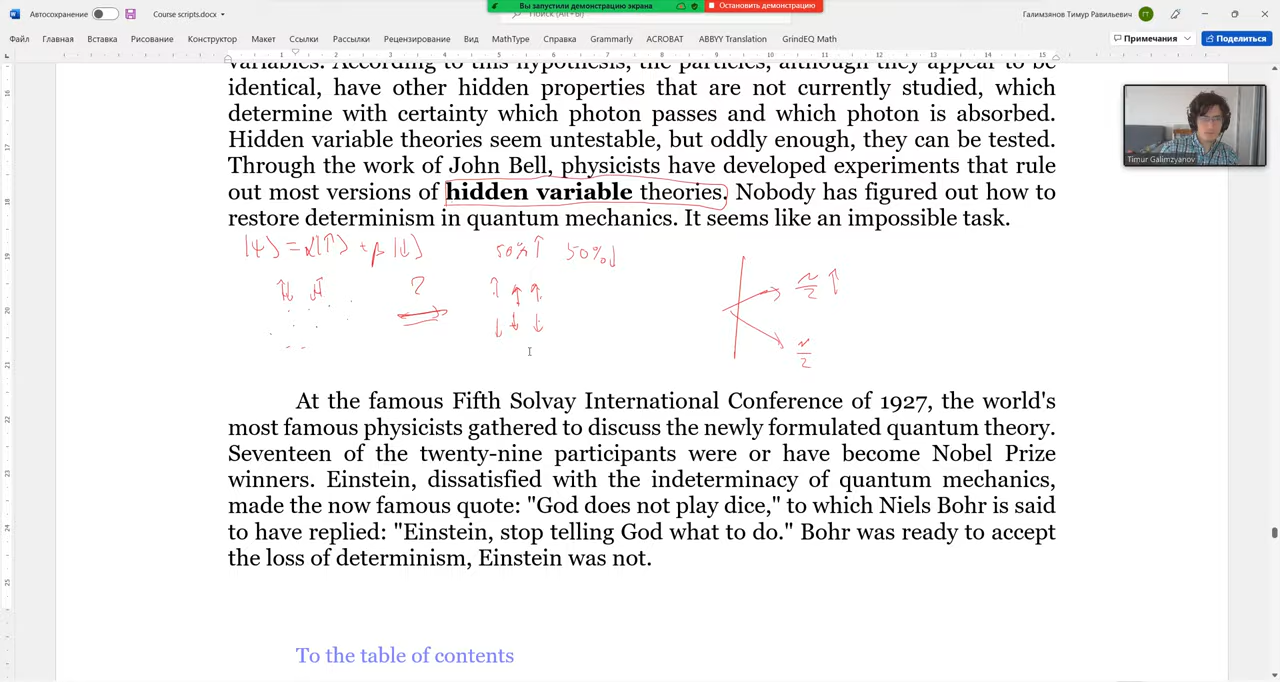 Автосохранение
Course scripts.docx
Вы запустили демонстрацию экрана
Остановить демонстрацию
Поиск (Alt+Ы)
Галимзянов Тимур Равильевич
ГТ
Файл Главная Вставка Рисование Конструктор Макет Ссылки Рассылки Рецензирование Вид MathType Справка Grammarly ACROBAT ABBYY Translation GrindEQ Math
Примечания
Поделиться
variables. According to this hypothesis, the particles, although they appear to be
identical, have other hidden properties that are not currently studied, which
determine with certainty which photon passes and which photon is absorbed.
Hidden variable theories seem untestable, but oddly enough, they can be tested.
Through the work of John Bell, physicists have developed experiments that rule
out most versions of hidden variable theories. Nobody has figured out how to
restore determinism in quantum mechanics. It seems like an impossible task.
|ψ⟩ = α|↑⟩ + β|↓⟩ 50%↑ 50%↓
?
N/2 ↑
N/2
At the famous Fifth Solvay International Conference of 1927, the world's
most famous physicists gathered to discuss the newly formulated quantum theory.
Seventeen of the twenty-nine participants were or have become Nobel Prize
winners. Einstein, dissatisfied with the indeterminacy of quantum mechanics,
made the now famous quote: "God does not play dice," to which Niels Bohr is said
to have replied: "Einstein, stop telling God what to do." Bohr was ready to accept
the loss of determinism, Einstein was not.
To the table of contents
Timur Galimzyanov